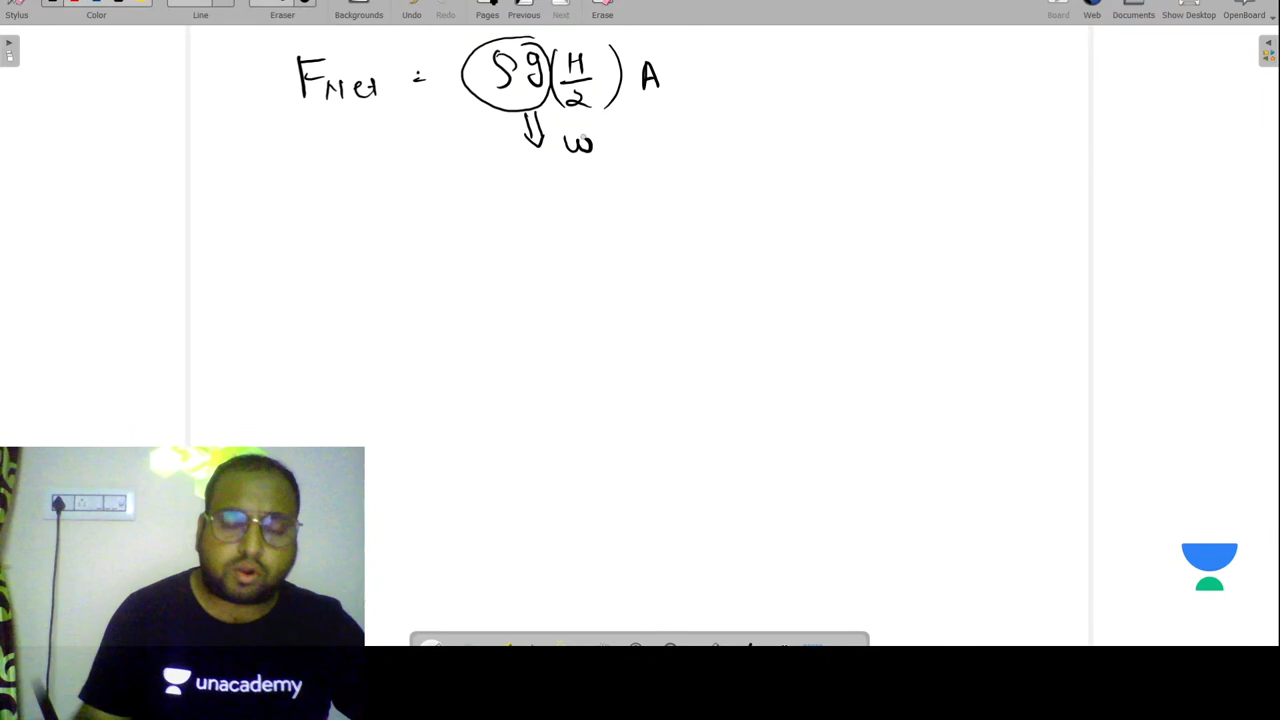 Stylus Color Line Eraser Backgrounds Undo Redo Pages Previous Next Erase Board Web Documents Show Desktop OpenBoard
F_Net = ρg (H/2) A
⇓ ω
unacademy